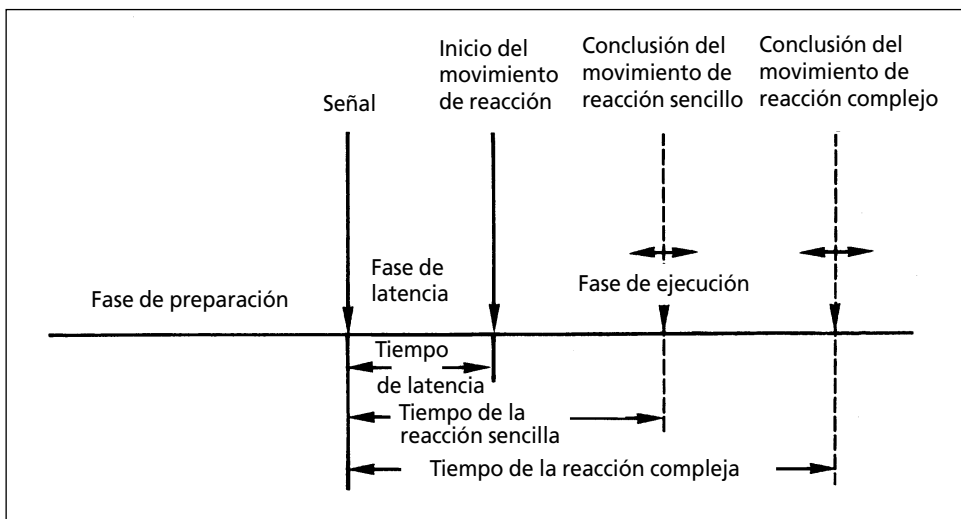 Señal
Inicio del
movimiento
de reacción
Conclusión del
movimiento de
reacción sencillo
Conclusión del
movimiento de
reacción complejo
Fase de preparación
Fase de
latencia
Fase de ejecución
Tiempo
de latencia
Tiempo de la
reacción sencilla
Tiempo de la reacción compleja